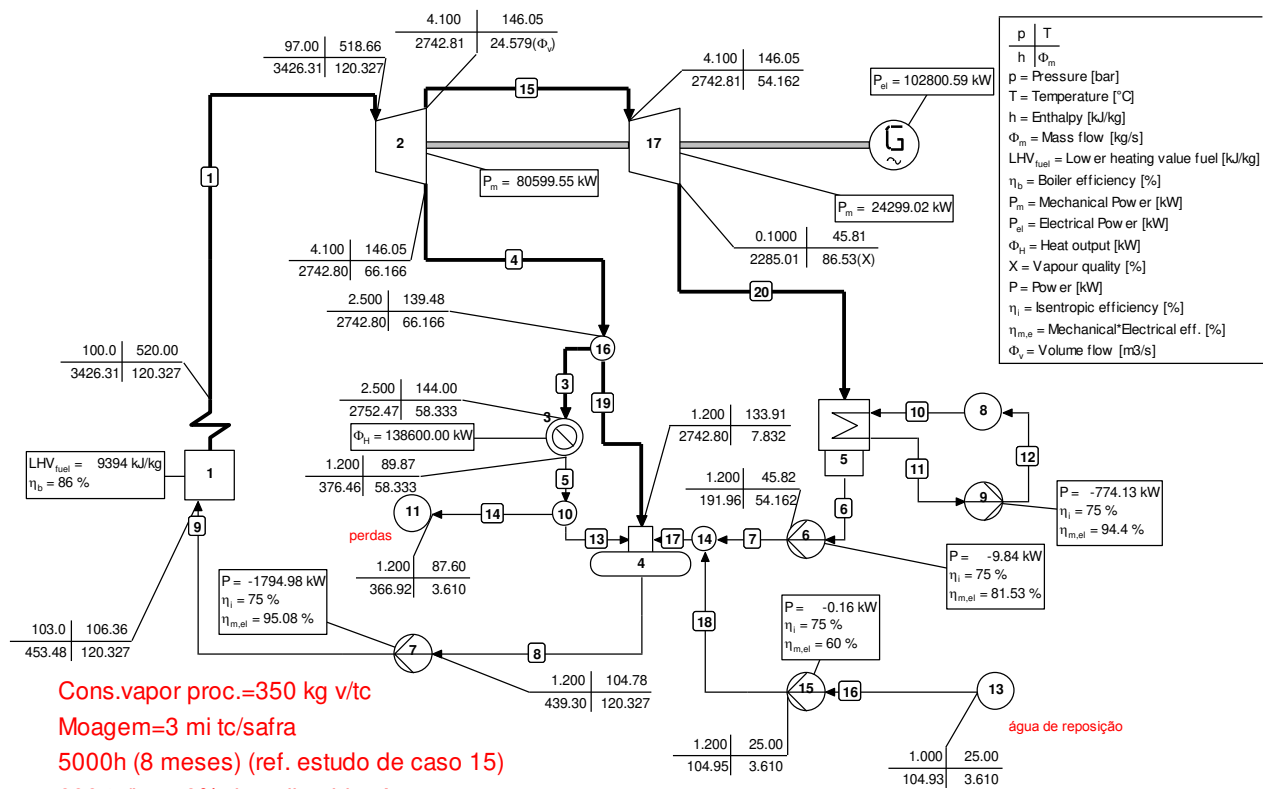 4.100 146.05
2742.81 24.579(Φv)
97.00 518.66
3426.31 120.327
4.100 146.05
2742.81 54.162
Pel = 102800.59 kW
p T
h Φm
p = Pressure [bar]
T = Temperature [°C]
h = Enthalpy [kJ/kg]
Φm = Mass flow [kg/s]
LHVfuel = Lower heating value fuel [kJ/kg]
ηb = Boiler efficiency [%]
Pm = Mechanical Power [kW]
Pel = Electrical Power [kW]
ΦH = Heat output [kW]
X = Vapour quality [%]
P = Power [kW]
ηi = Isentropic efficiency [%]
ηm,e = Mechanical*Electrical eff. [%]
Φv = Volume flow [m3/s]
15
2
17
G
~
1
Pm = 80599.55 kW
Pm = 24299.02 kW
4.100 146.05
2742.80 66.166
4
0.1000 45.81
2285.01 86.53(X)
20
2.500 139.48
2742.80 66.166
16
100.0 520.00
3426.31 120.327
3
19
2.500 144.00
2752.47 58.333
3
ΦH = 138600.00 kW
1.200 133.91
2742.80 7.832
10
8
LHVfuel = 9394 kJ/kg
ηb = 86 %
1
1.200 89.87
376.46 58.333
5
5
11
12
1.200 45.82
191.96 54.162
6
9
P = -774.13 kW
ηi = 75 %
ηm,el = 94.4 %
9
11
14
10
13
17
14
7
6
perdas
4
P = -9.84 kW
ηi = 75 %
ηm,el = 81.53 %
1.200 87.60
366.92 3.610
P = -1794.98 kW
ηi = 75 %
ηm,el = 95.08 %
P = -0.16 kW
ηi = 75 %
ηm,el = 60 %
18
103.0 106.36
453.48 120.327
7
8
15
16
13
1.200 104.78
439.30 120.327
água de reposição
1.200 25.00
104.95 3.610
1.000 25.00
104.93 3.610
Cons.vapor proc.=350 kg v/tc
Moagem=3 mi tc/safra
5000h (8 meses) (ref. estudo de caso 15)